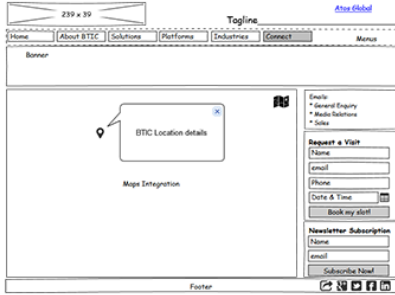 239 x 39
Tagline
Atos Global
Home
About BTIC
Solutions
Platforms
Industries
Connect
Menus
Banner
BTIC Location details
Maps Integration
Emails:
* General Enquiry
* Media Relations
* Sales
Request a Visit
Name
email
Phone
Date & Time
Book my slot!
Newsletter Subscription
Name
email
Subscribe Now!
Footer